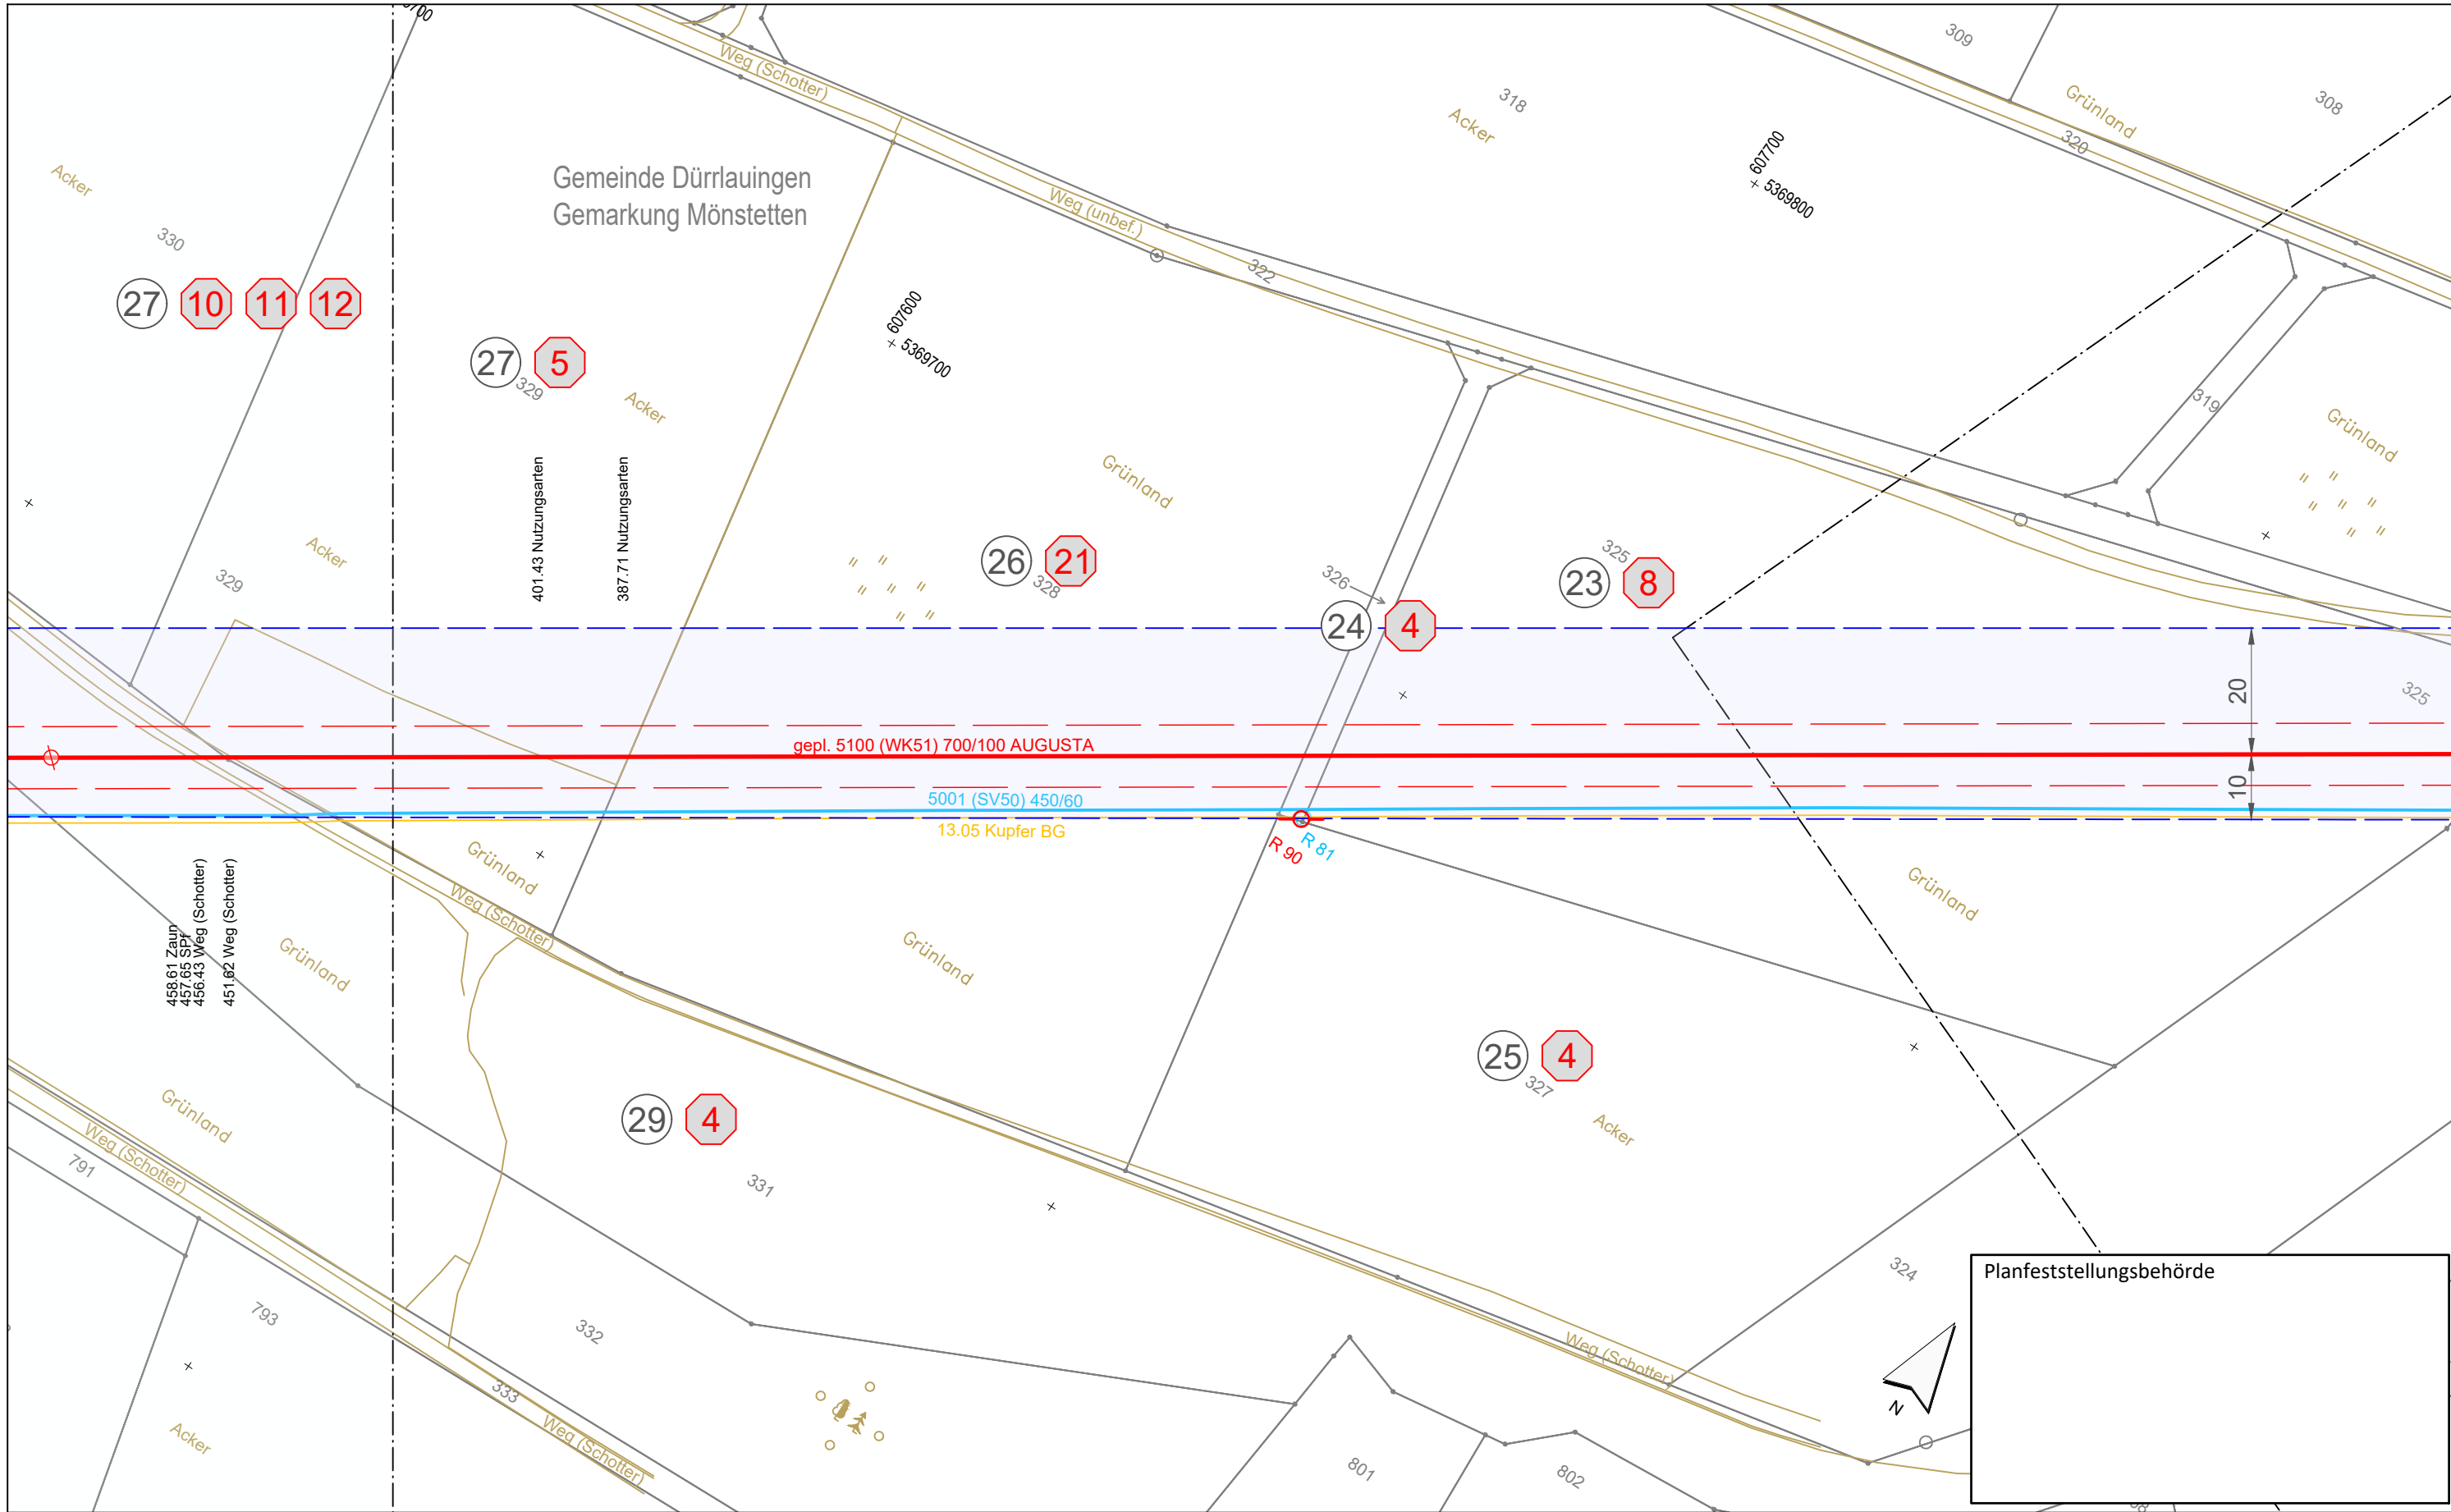 Weg (Schotter)
309
Grünland
308
318
Acker
320
607700
+ 5369800
Acker
Gemeinde Dürrlauingen
Gemarkung Mönstetten
330
Weg (unbef.)
322
27 10 11 12
607600
+ 5369700
27 5
329
Acker
319
Grünland
Grünland
401.43 Nutzungsarten
387.71 Nutzungsarten
Acker
329
26 21
328
326
325
23 8
24 4
20
325
gepl. 5100 (WK51) 700/100 AUGUSTA
10
5001 (SV50) 450/60
13.05 Kupfer BG
R 90
R 81
Grünland
Weg (Schotter)
Grünland
Grünland
Grünland
458.61 Zaun
457.65 SPf
456.43 Weg (Schotter)
451.62 Weg (Schotter)
25 4
327
Acker
Grünland
Weg (Schotter)
791
29 4
331
324
Planfeststellungsbehörde
793
332
Weg (Schotter)
N
333
Acker
Weg (Schotter)
801
802